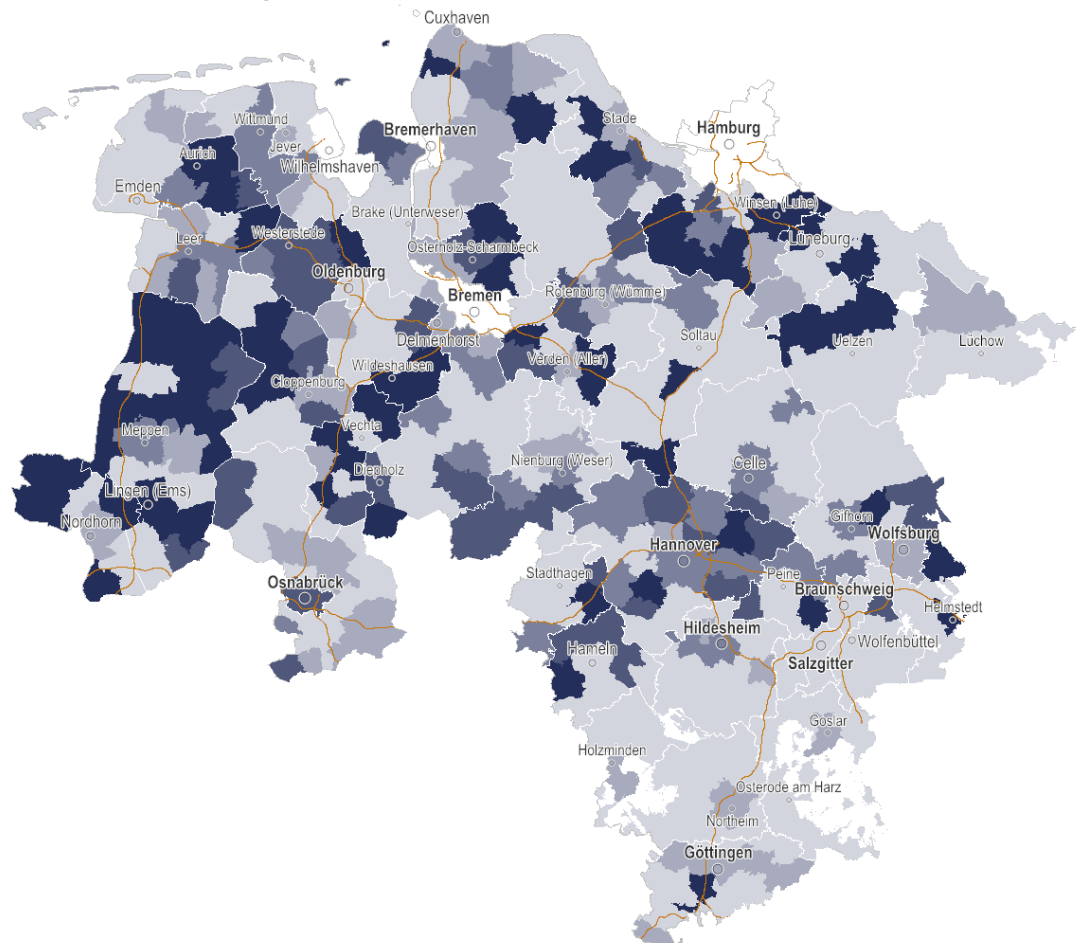 Cuxhaven
Wittmund
Stade
Hamburg
Bremerhaven
Jever
Aurich
Wilhelmshaven
Emden
Winsen (Luhe)
Brake (Unterweser)
Westerstede
Leer
Osterholz-Scharmbeck
Lüneburg
Oldenburg
Bremen
Rotenburg (Wümme)
Delmenhorst
Soltau
Uelzen
Lüchow
Wildeshausen
Verden (Aller)
Cloppenburg
Vechta
Meppen
Nienburg (Weser)
Celle
Diepholz
Lingen (Ems)
Nordhorn
Gifhorn
Wolfsburg
Hannover
Stadthagen
Peine
Osnabrück
Braunschweig
Helmstedt
Hildesheim
Wolfenbüttel
Hameln
Salzgitter
Goslar
Holzminden
Osterode am Harz
Northeim
Göttingen